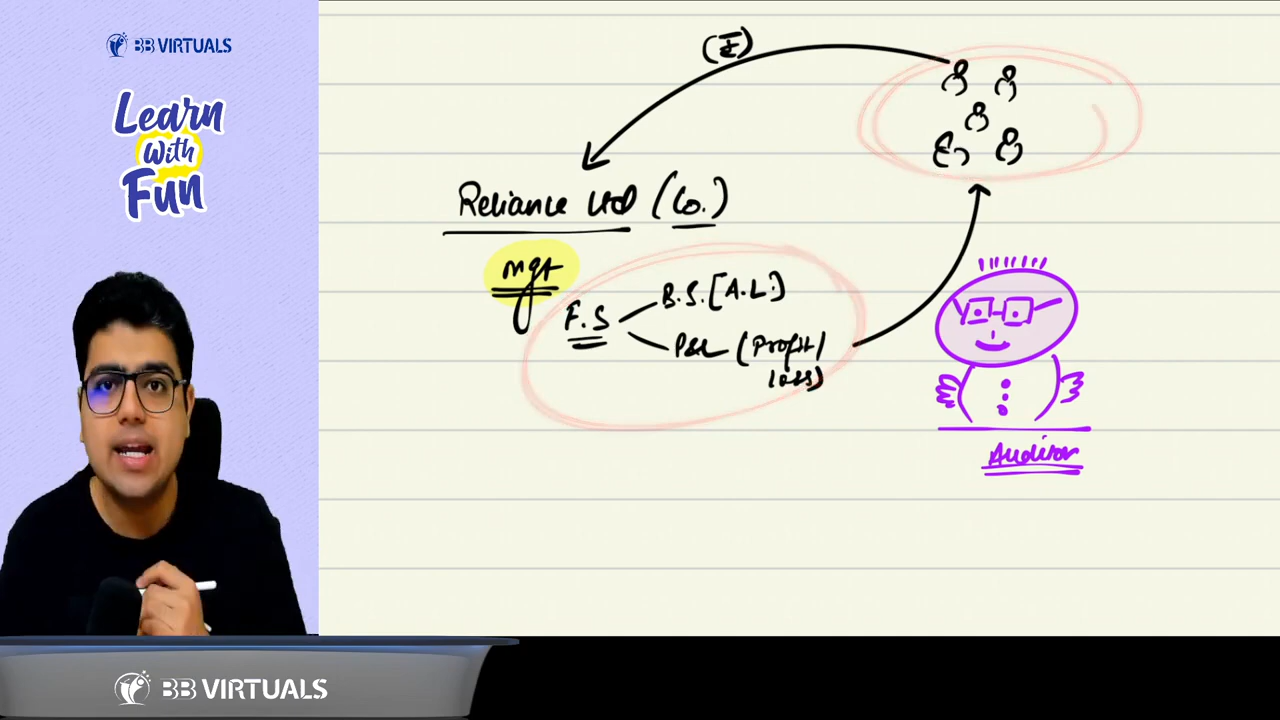 BB VIRTUALS
Learn
With
Fun
(₹)
Reliance Ltd (Co.)
mgt
F.S
B.S. [A.L.]
P&L (Profit/
loss)
Auditor
BB VIRTUALS